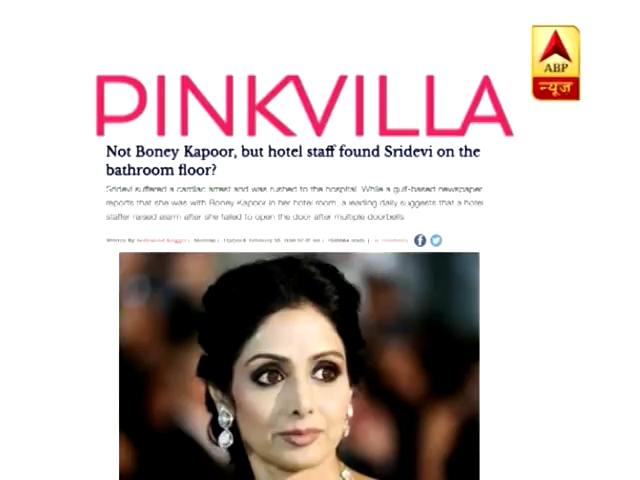 ABP
न्यूज़
PINKVILLA
Not Boney Kapoor, but hotel staff found Sridevi on the
bathroom floor?
Sridevi suffered a cardiac arrest and was rushed to the hospital. While a gulf-based newspaper
reports that she was with Boney Kapoor in her hotel room, a leading daily suggests that a hotel
staffer raised alarm after she failed to open the door after multiple doorbells.
Written By